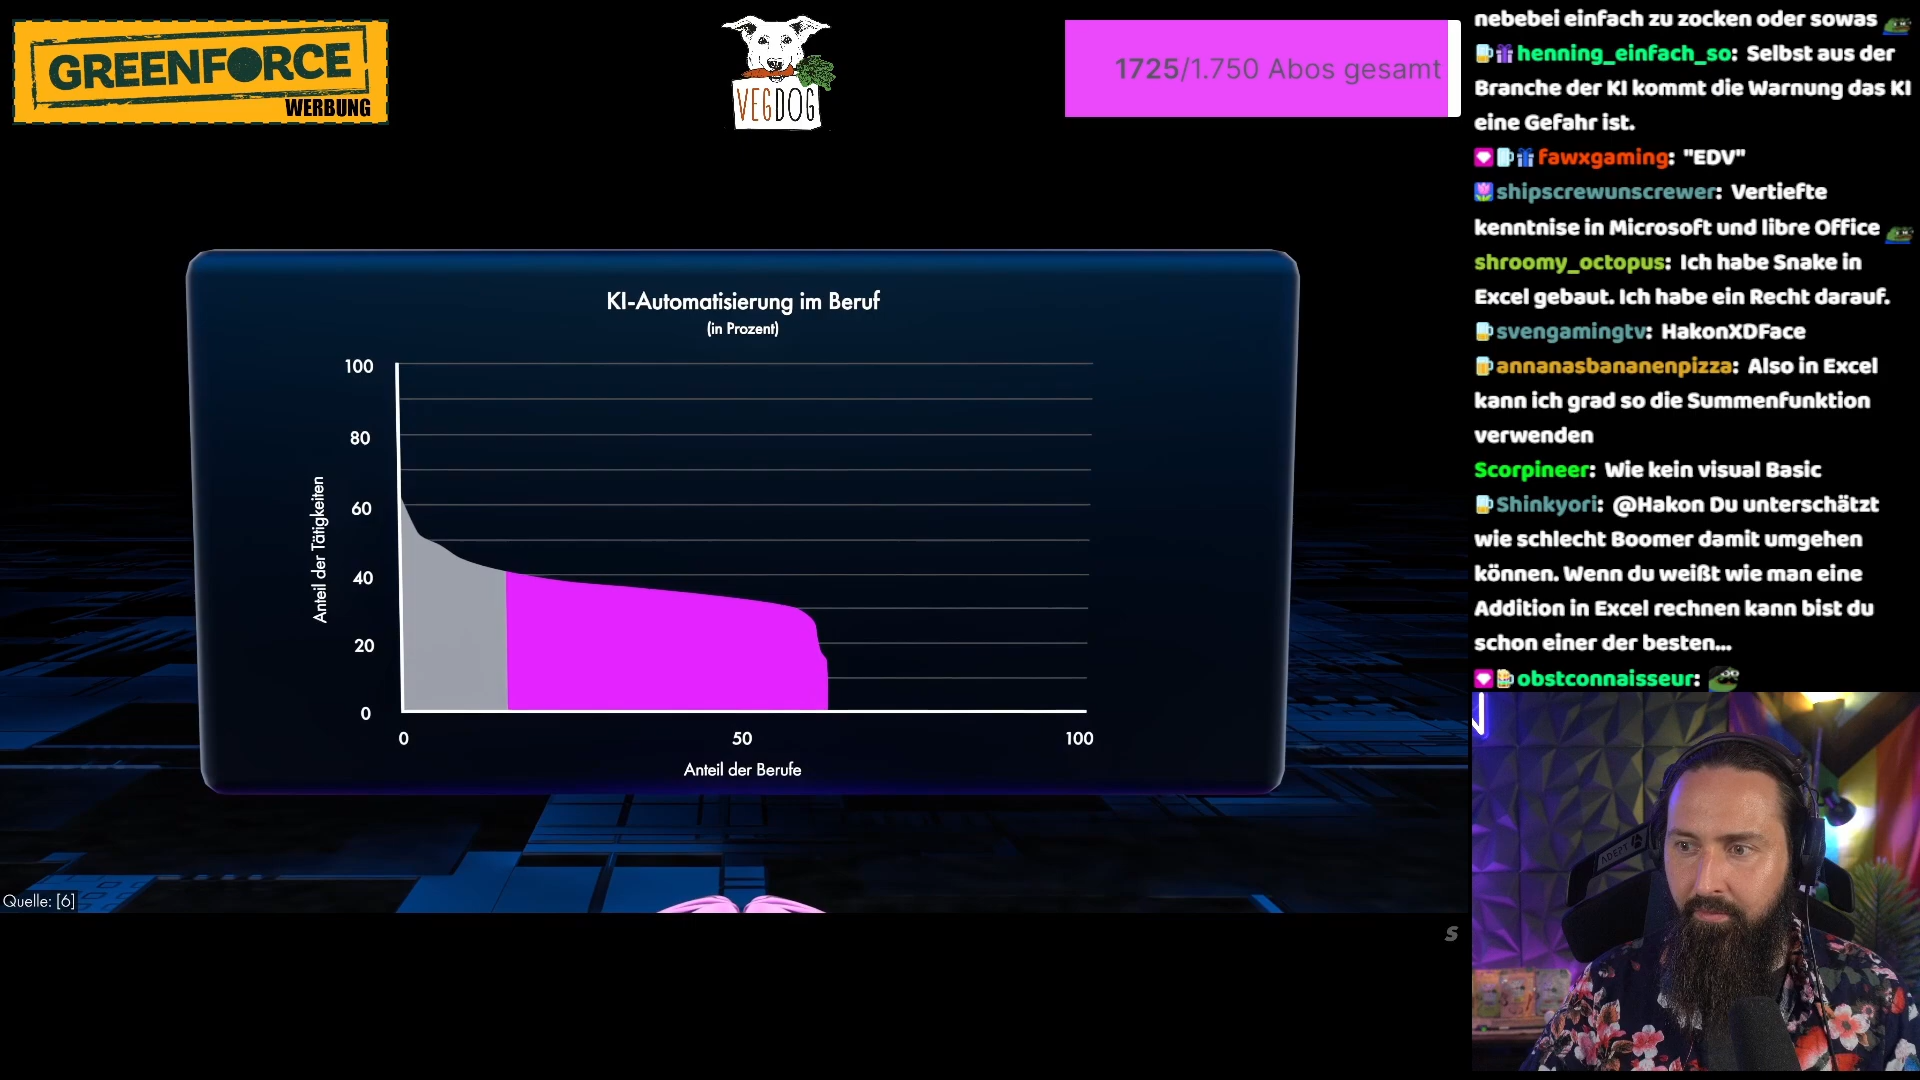 GREENFORCE
WERBUNG
VEGDOG
1725/1.750 Abos gesamt
KI-Automatisierung im Beruf
(in Prozent)
100
80
60
40
20
0
Anteil der Tätigkeiten
0
50
100
Anteil der Berufe
Quelle: [6]
S
nebebei einfach zu zocken oder sowas
henning_einfach_so: Selbst aus der
Branche der KI kommt die Warnung das KI
eine Gefahr ist.
fawxgaming: "EDV"
shipscrewunscrewer: Vertiefte
kenntnise in Microsoft und libre Office
shroomy_octopus: Ich habe Snake in
Excel gebaut. Ich habe ein Recht darauf.
svengamingtv: HakonXDFace
annanasbananenpizza: Also in Excel
kann ich grad so die Summenfunktion
verwenden
Scorpineer: Wie kein visual Basic
Shinkyori: @Hakon Du unterschätzt
wie schlecht Boomer damit umgehen
können. Wenn du weißt wie man eine
Addition in Excel rechnen kann bist du
schon einer der besten...
obstconnaisseur:
ADEPT